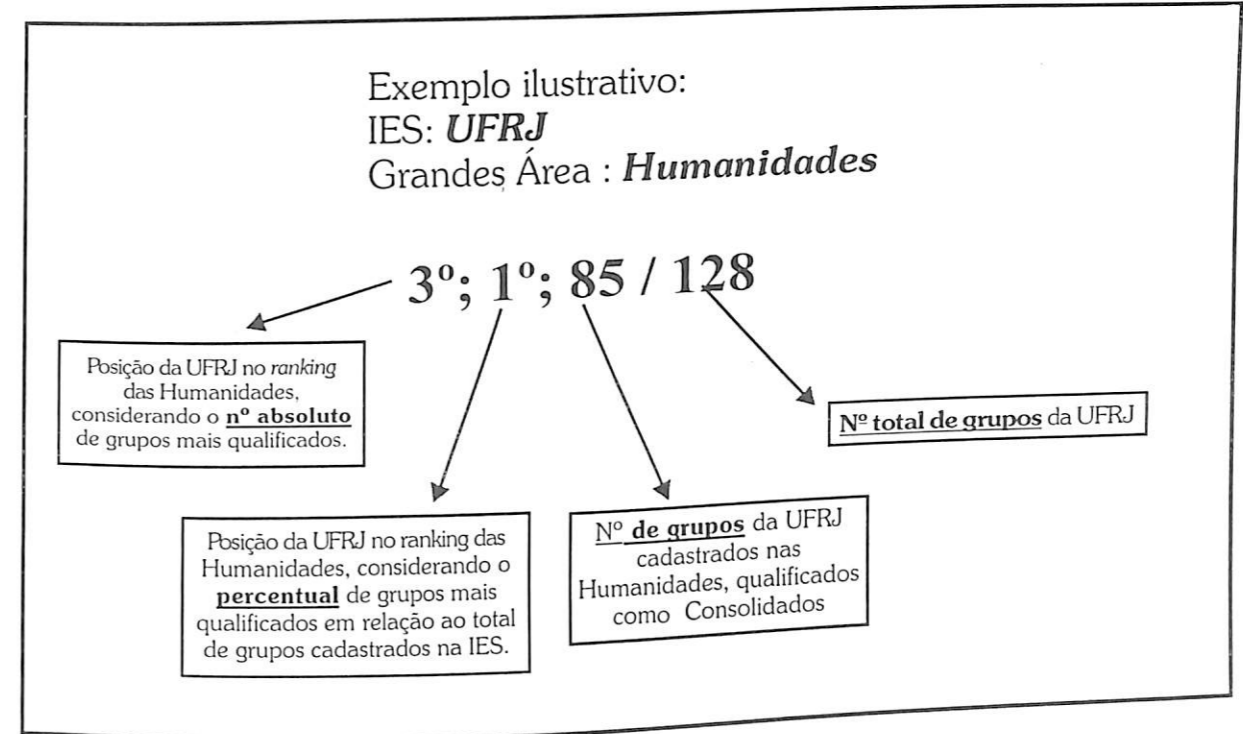 Exemplo ilustrativo:
IES: UFRJ
Grandes Área : Humanidades
3º; 1º; 85 / 128
Posição da UFRJ no ranking
das Humanidades,
considerando o nº absoluto
de grupos mais qualificados.
Nº total de grupos da UFRJ
Posição da UFRJ no ranking das
Humanidades, considerando o
percentual de grupos mais
qualificados em relação ao total
de grupos cadastrados na IES.
Nº de grupos da UFRJ
cadastrados nas
Humanidades, qualificados
como Consolidados